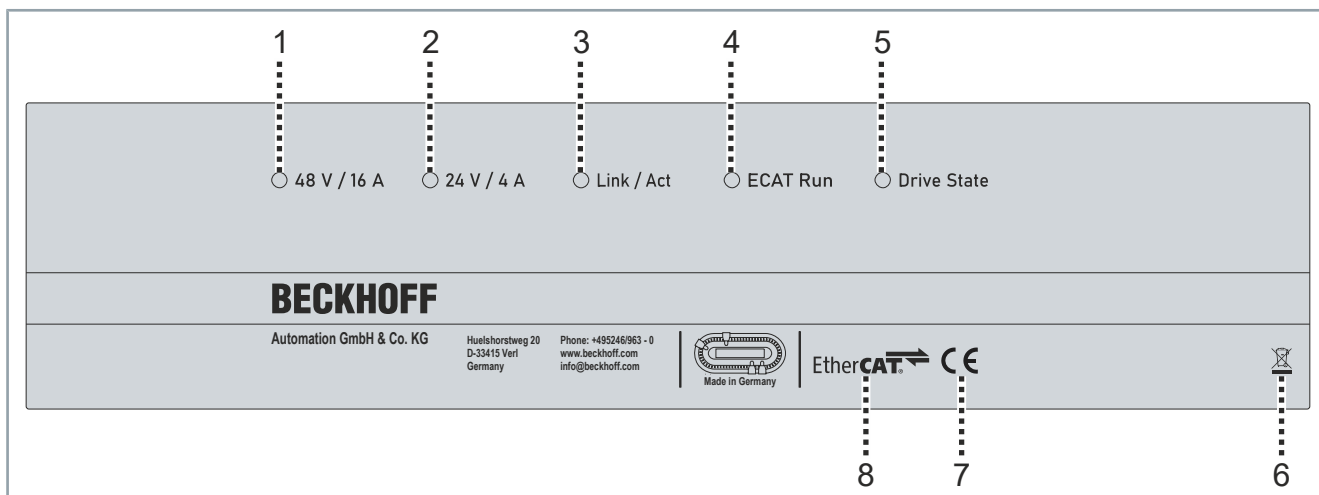 1 2 3 4 5
48 V / 16 A 24 V / 4 A Link / Act ECAT Run Drive State
BECKHOFF
Automation GmbH & Co. KG
Huelshorstweg 20
D-33415 Verl
Germany
Phone: +495246/963 - 0
www.beckhoff.com
info@beckhoff.com
Made in Germany
EtherCAT® CE
8 7 6